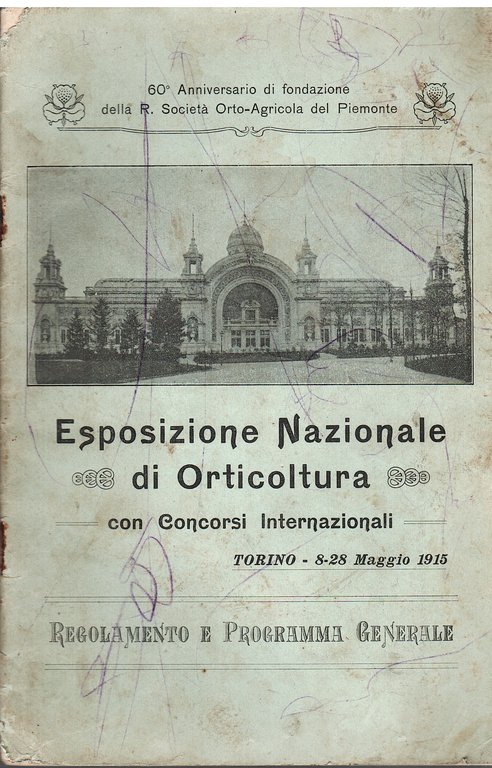 60° Anniversario di fondazione
della R. Società Orto-Agricola del Piemonte
Esposizione Nazionale
di Orticoltura
con Concorsi Internazionali
TORINO - 8-28 Maggio 1915
REGOLAMENTO E PROGRAMMA GENERALE